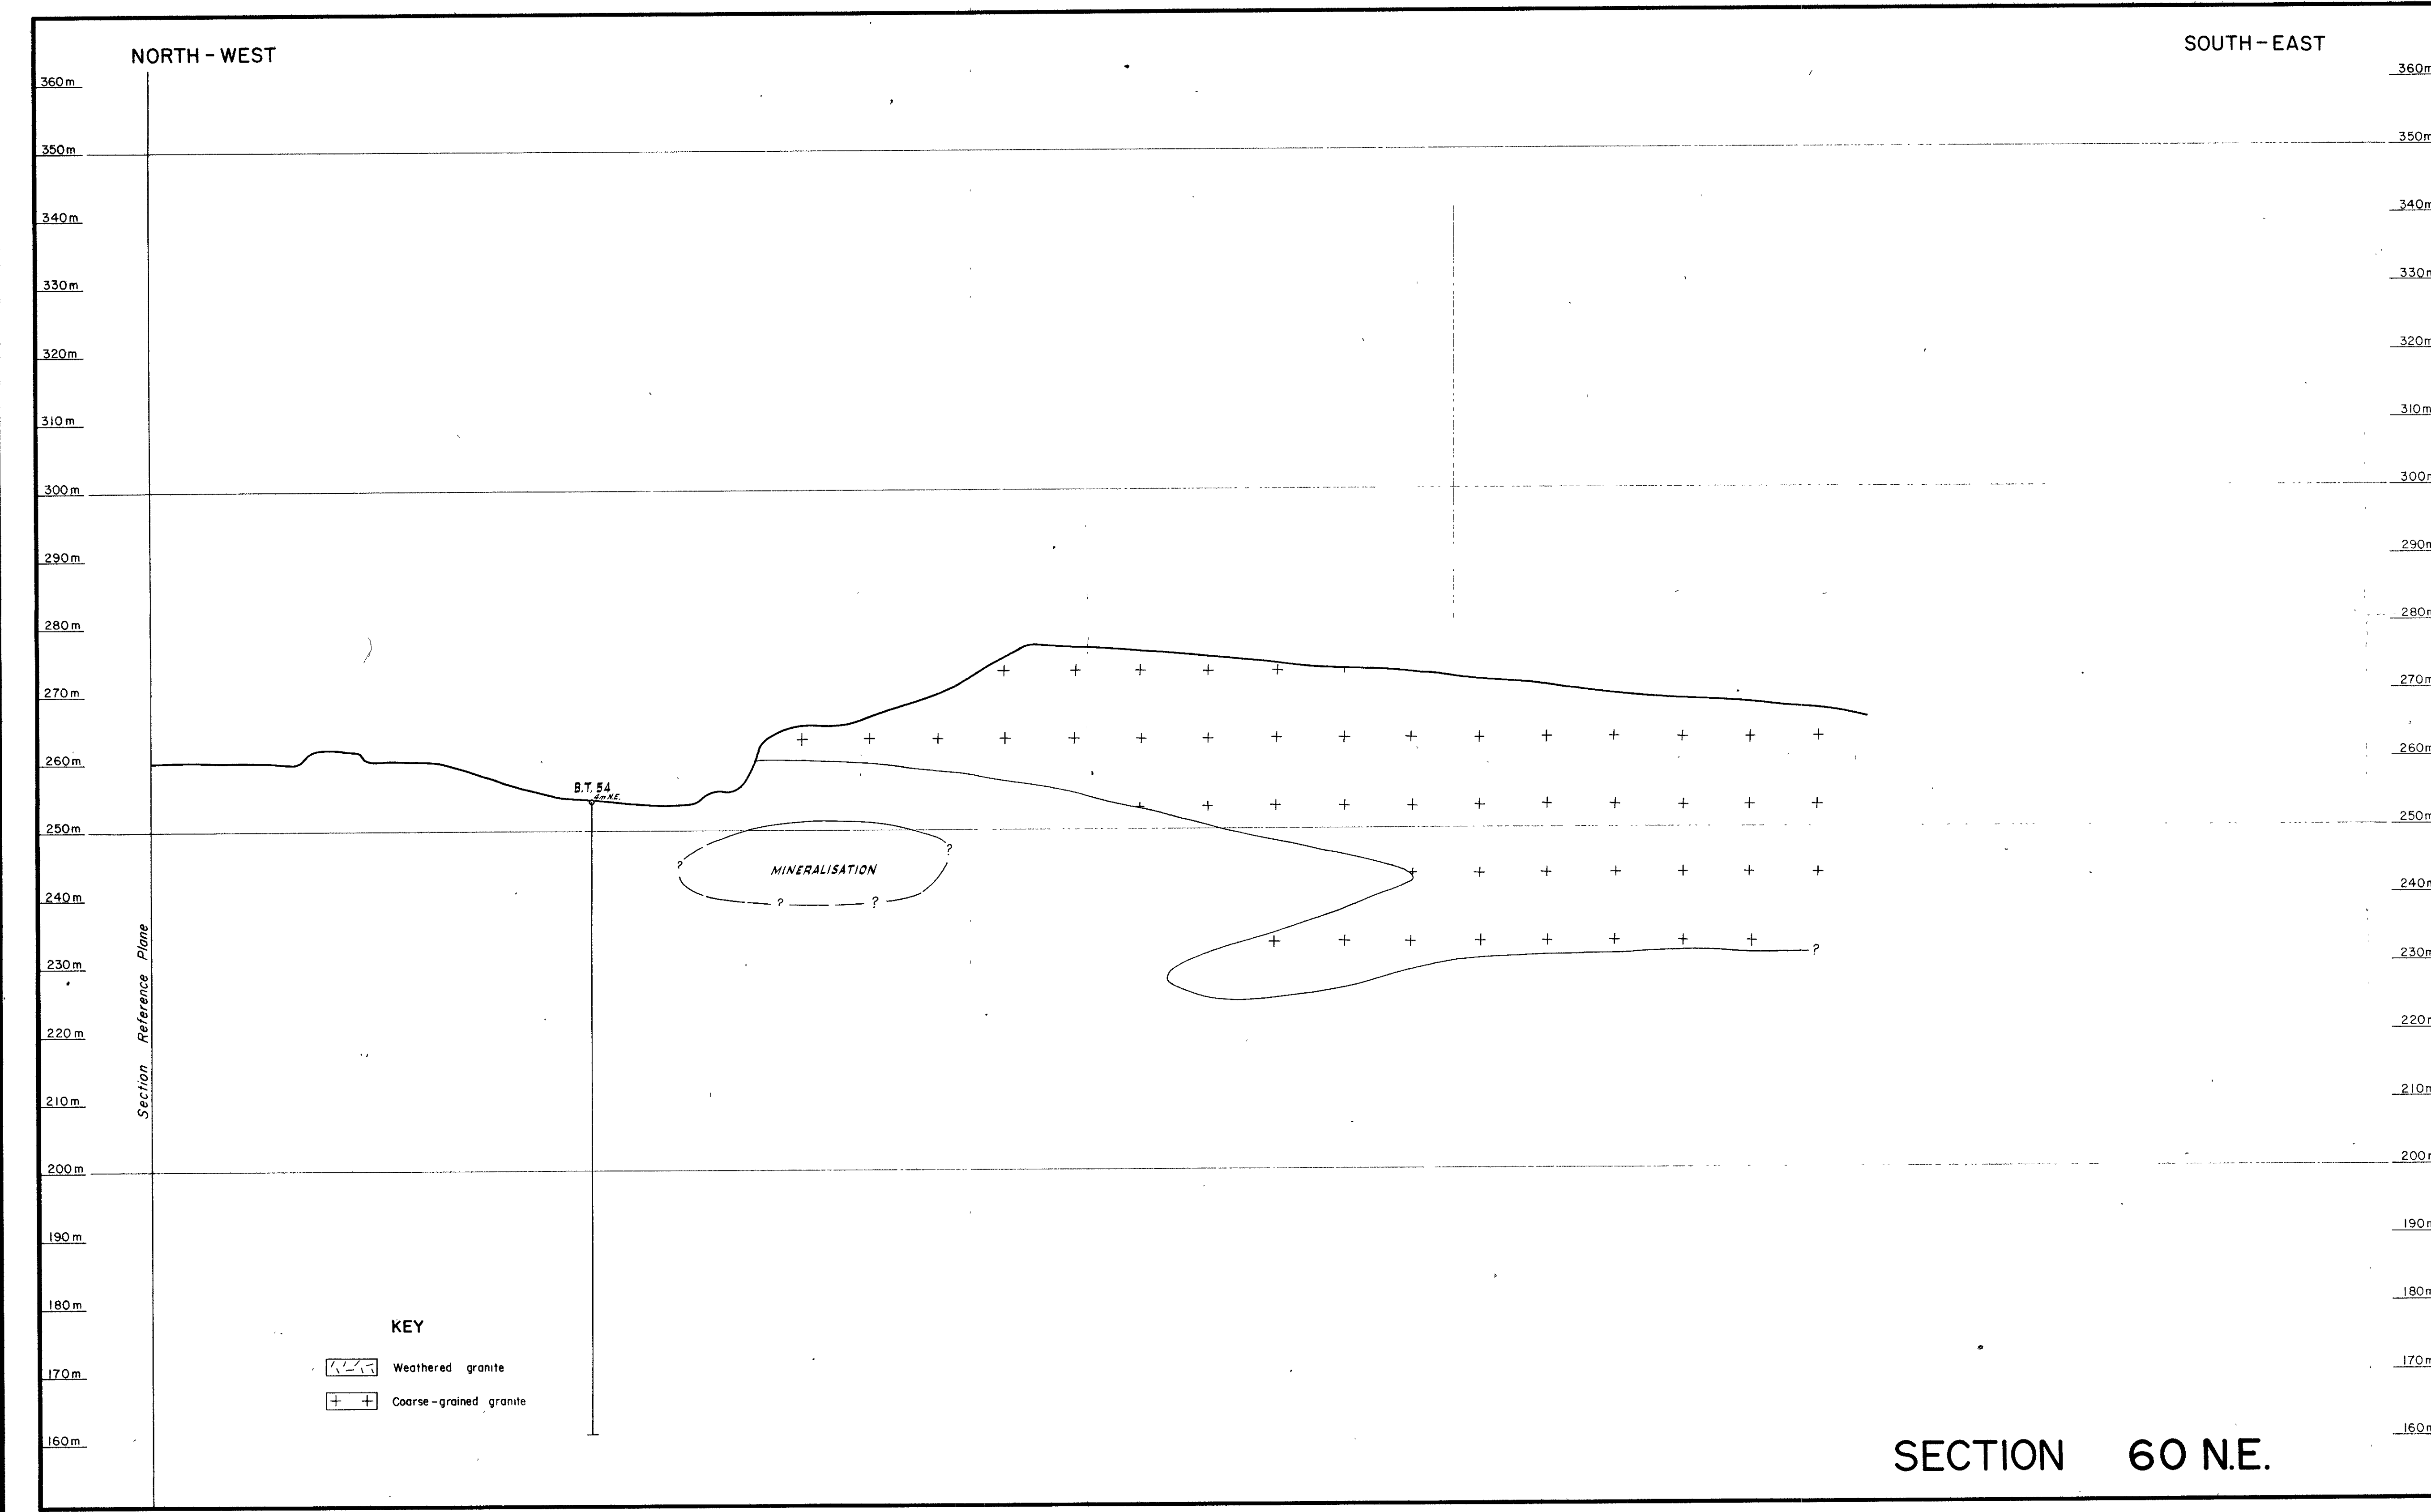 NORTH - WEST
SOUTH - EAST
360m
350m
340m
330m
320m
310m
300m
290m
280m
270m
260m
250m
240m
230m
220m
210m
200m
190m
180m
170m
160m
360m
350m
340m
330m
320m
310m
300m
290m
280m
270m
260m
250m
240m
230m
220m
210m
200m
190m
180m
170m
160m
B.T. 54
4m N.E.
?
?
MINERALISATION
?
?
?
Section Reference Plane
KEY
Weathered granite
Coarse-grained granite
SECTION 60 N.E.